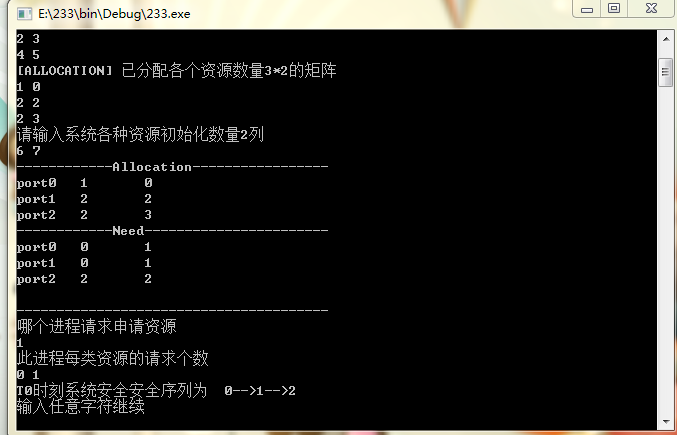 E:\233\bin\Debug\233.exe
2 3
4 5
[ALLOCATION] 已分配各个资源数量3*2的矩阵
1 0
2 2
2 3
请输入系统各种资源初始化数量2列
6 7
------------Allocation-----------------
port0 1 0
port1 2 2
port2 2 3
------------Need-----------------------
port0 0 1
port1 0 1
port2 2 2
---------------------------------------
哪个进程请求申请资源
1
此进程每类资源的请求个数
0 1
T0时刻系统安全安全序列为 0-->1-->2
输入任意字符继续